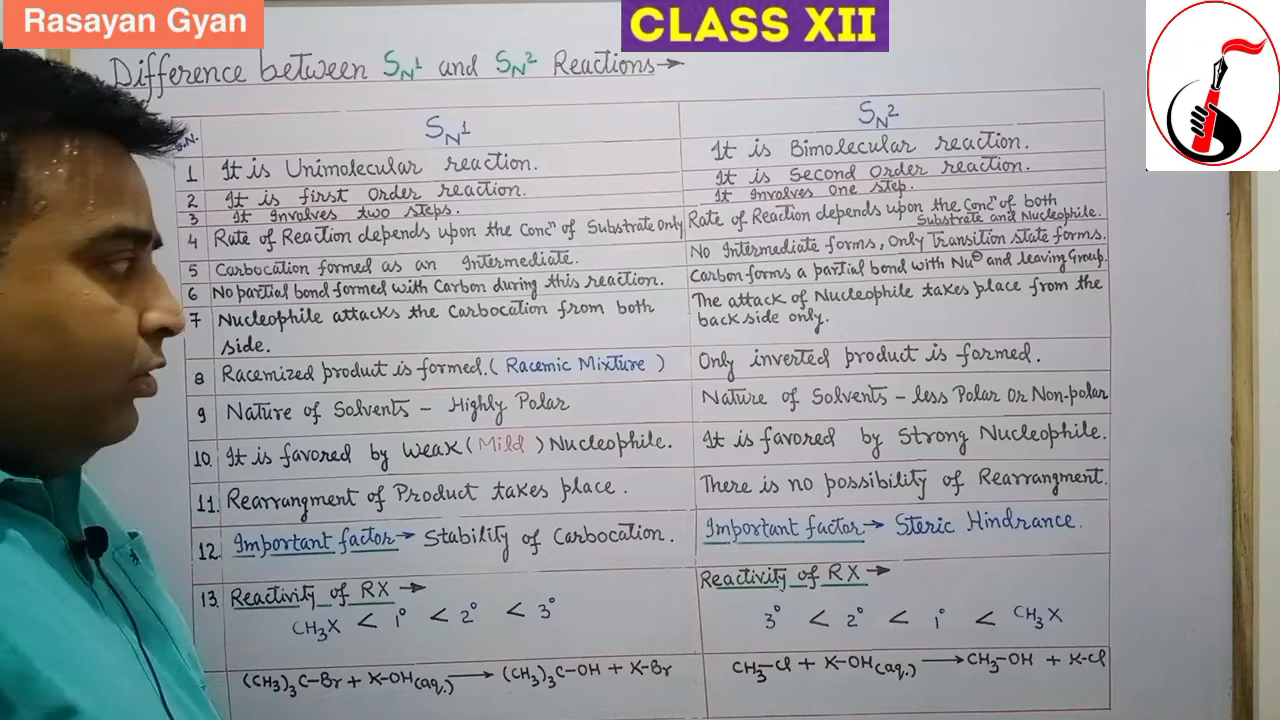 Rasayan Gyan
CLASS XII
Difference between SN1 and SN2 Reactions→
S.N.
SN1
SN2
1
It is Unimolecular reaction.
It is Bimolecular reaction.
2
It is first Order reaction.
It is Second Order reaction.
3
It Involves two steps.
It Involves one step.
4
Rate of Reaction depends upon the Concn of Substrate Only
Rate of Reaction depends upon the Concn of both
Substrate and Nucleophile.
5
Carbocation formed as an Intermediate.
No Intermediate forms, Only Transition state forms.
6
No partial bond formed with Carbon during this reaction.
Carbon forms a partial bond with Nu⊖ and leaving Group.
7
Nucleophile attacks the Carbocation from both
side.
The attack of Nucleophile takes place from the
back side only.
8
Racemized product is formed. ( Racemic Mixture )
Only inverted product is formed.
9
Nature of Solvents – Highly Polar
Nature of Solvents – less Polar Or Non-polar
10.
It is favored by Weak (Mild) Nucleophile.
It is favored by Strong Nucleophile.
11.
Rearrangment of Product takes place.
There is no possibility of Rearrangment.
12.
Important factor→ Stability of Carbocation.
Important factor→ Steric Hindrance.
13.
Reactivity of RX →
CH3X < 1° < 2° < 3°
Reactivity of RX →
3° < 2° < 1° < CH3X
(CH3)3C–Br + K-OH(aq.) → (CH3)3C–OH + K-Br
CH3–Cl + K-OH(aq.) → CH3–OH + K-Cl